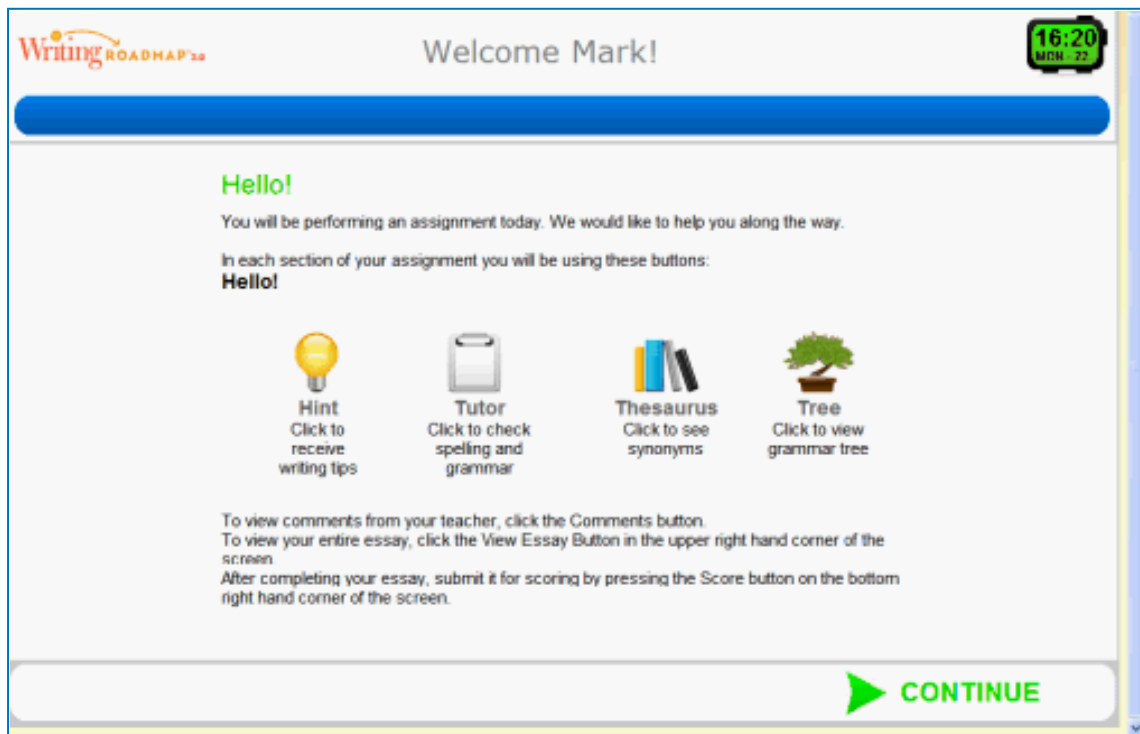 Writing ROADMAP 2.0
Welcome Mark!
16:20
MON - 22
Hello!
You will be performing an assignment today. We would like to help you along the way.
In each section of your assignment you will be using these buttons:
Hello!
Hint
Click to
receive
writing tips
Tutor
Click to check
spelling and
grammar
Thesaurus
Click to see
synonyms
Tree
Click to view
grammar tree
To view comments from your teacher, click the Comments button.
To view your entire essay, click the View Essay Button in the upper right hand corner of the
screen.
After completing your essay, submit it for scoring by pressing the Score button on the bottom
right hand corner of the screen.
CONTINUE